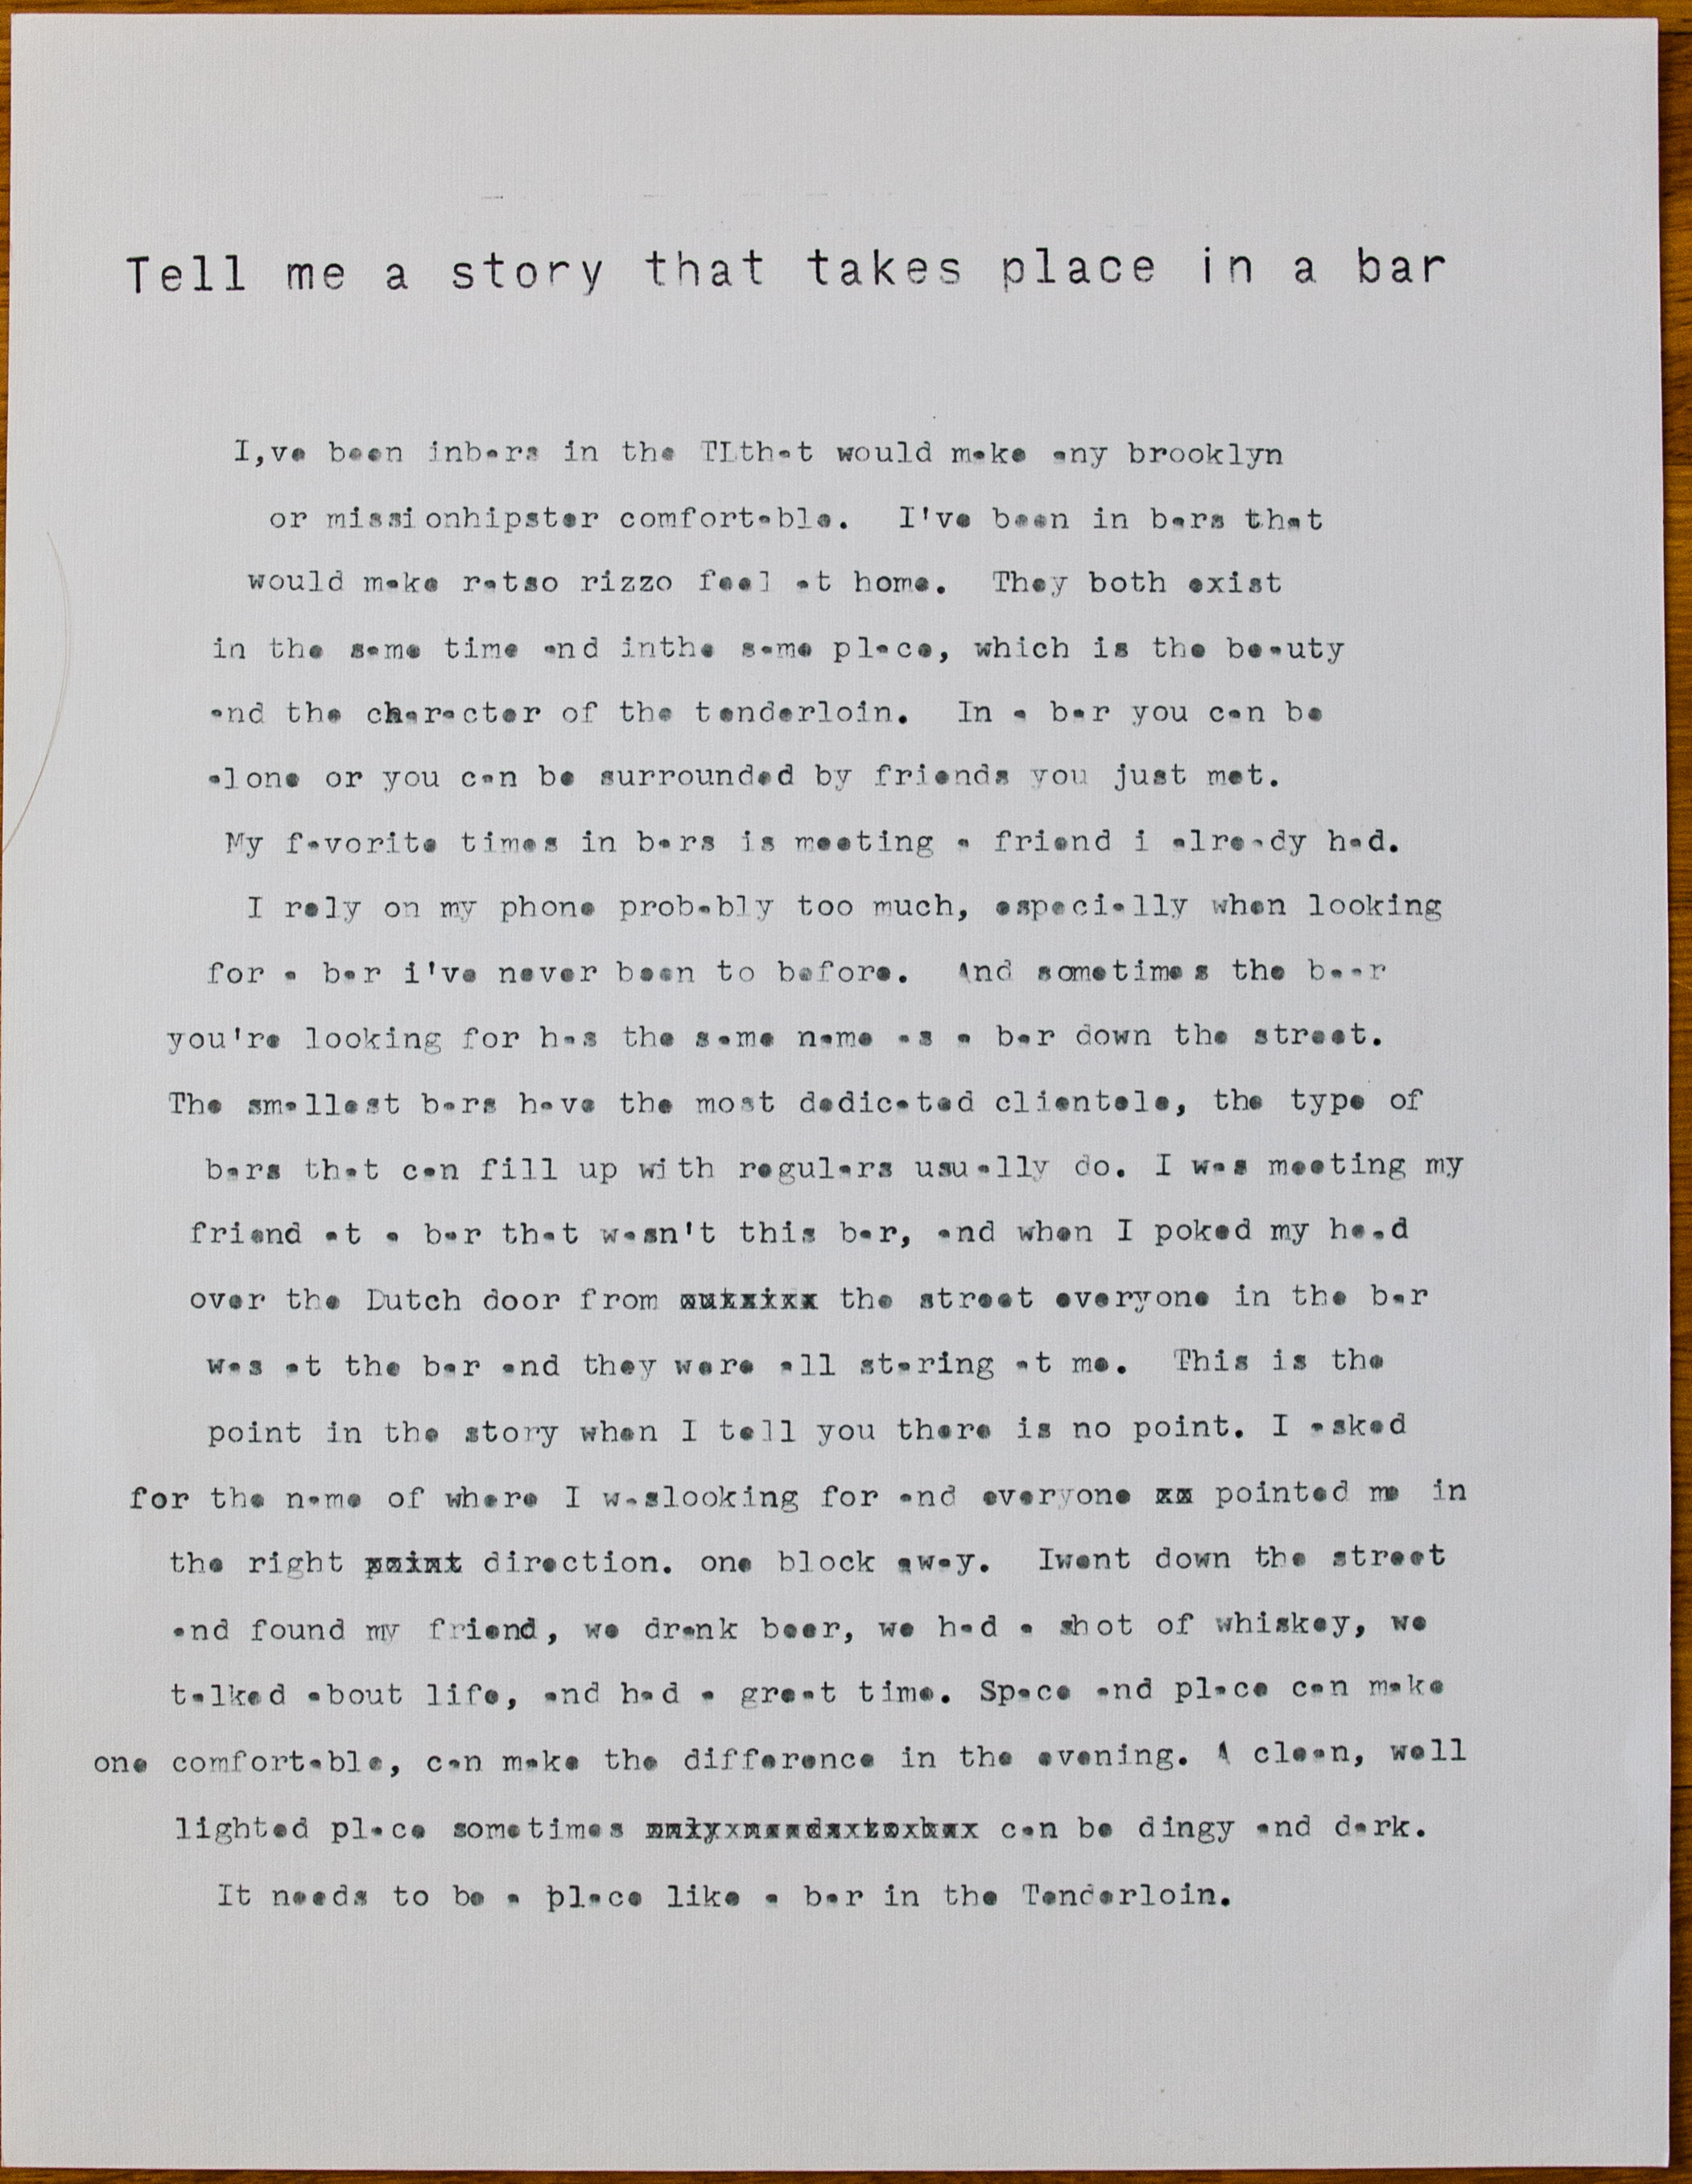 Tell me a story that takes place in a bar
I,ve been inbars in the TLthat would make any brooklyn
or missionhipster comfortable. I've been in bars that
would make ratso rizzo feel at home. They both exist
in the same time and inthe same place, which is the beauty
and the character of the tenderloin. In a bar you can be
alone or you can be surrounded by friends you just met.
My favorite times in bars is meeting a friend i already had.
I rely on my phone probably too much, especially when looking
for a bar i've never been to before. And sometimes the baar
you're looking for has the same name as a bar down the street.
The smallest bars have the most dedicated clientele, the type of
bars that can fill up with regulars usually do. I was meeting my
friend at a bar that wasn't this bar, and when I poked my head
over the Dutch door from the street everyone in the bar
was at the bar and they were all staring at me. This is the
point in the story when I tell you there is no point. I asked
for the name of where I waslooking for and everyone xx pointed me in
the right direction. one block away. Iwent down the street
and found my friend, we drank beer, we had a shot of whiskey, we
talked about life, and had a great time. Space and place can make
one comfortable, can make the difference in the evening. A clean, well
lighted place sometimes can be dingy and dark.
It needs to be a place like a bar in the Tenderloin.